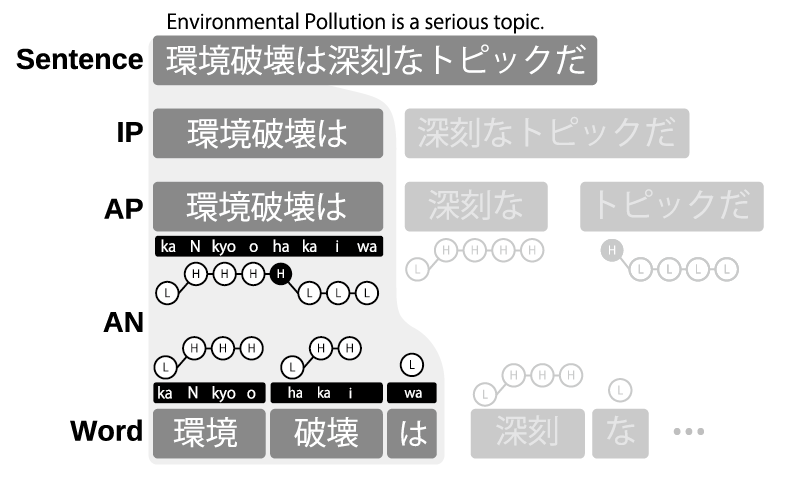 Environmental Pollution is a serious topic.
Sentence 環境破壊は深刻なトピックだ
IP 環境破壊は 深刻なトピックだ
AP 環境破壊は 深刻な トピックだ
ka N kyo o ha ka i wa
L H H H H L L L L H H H H H L L L L
AN
L H H H L H H L L H H H L
ka N kyo o ha ka i wa
Word 環境 破壊 は 深刻 な ...